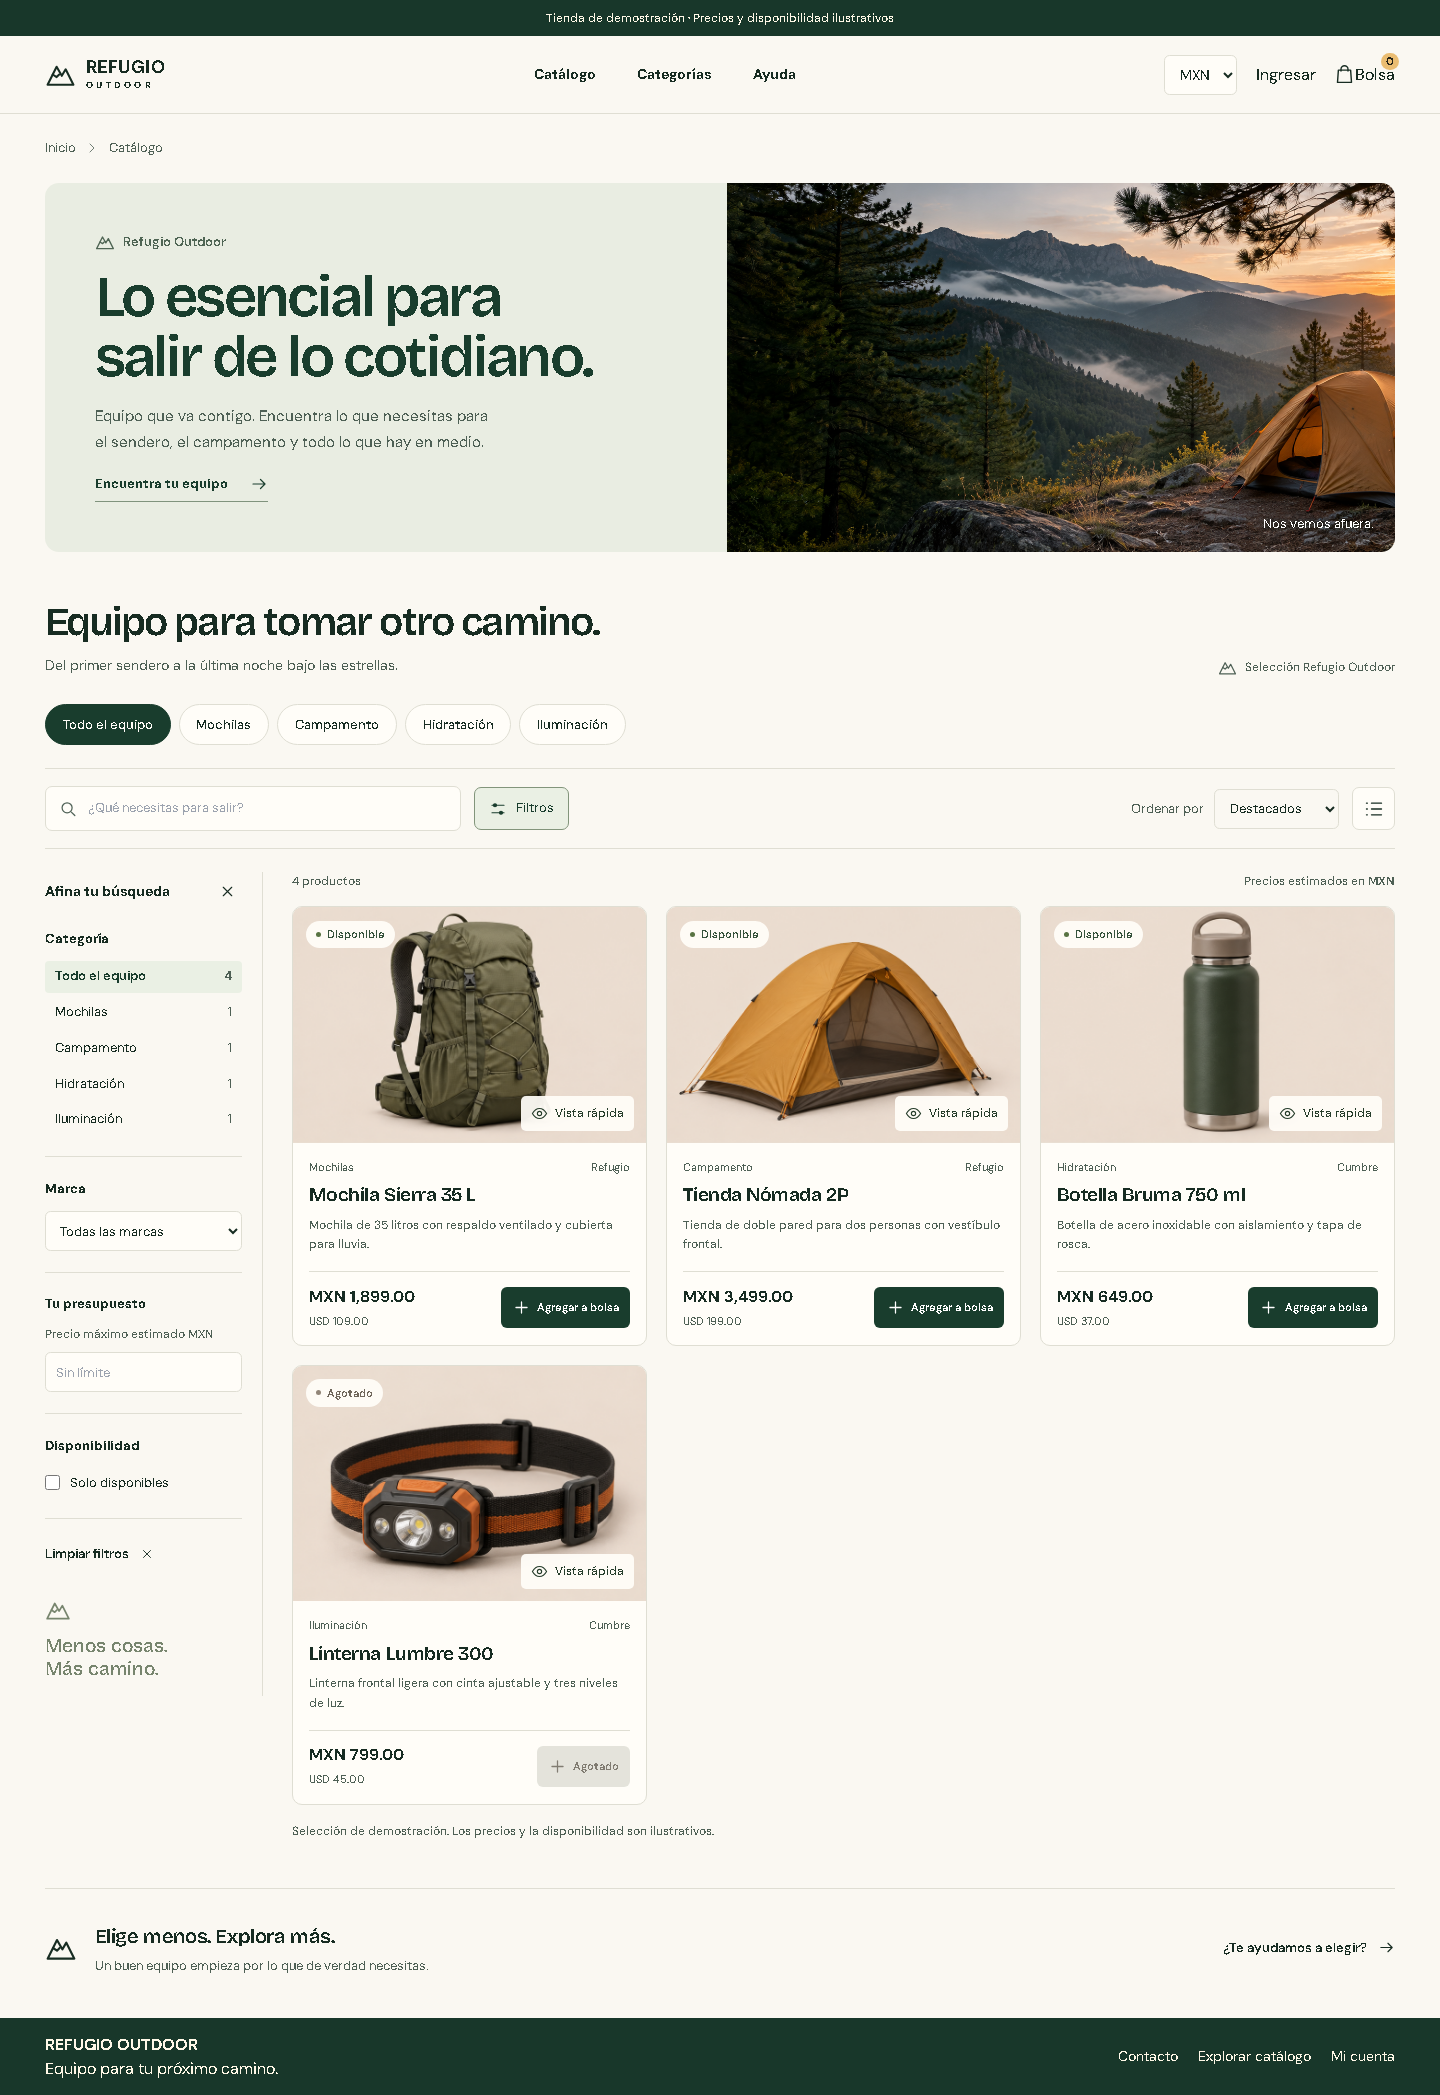 Tienda de demostración · Precios y disponibilidad ilustrativos
REFUGIO
OUTDOOR
Catálogo
Categorías
Ayuda
MXN
Ingresar
Bolsa
0
Inicio
Catálogo
Refugio Outdoor
Lo esencial para
salir de lo cotidiano.
Equipo que va contigo. Encuentra lo que necesitas para
el sendero, el campamento y todo lo que hay en medio.
Encuentra tu equipo
Nos vemos afuera.
Equipo para tomar otro camino.
Del primer sendero a la última noche bajo las estrellas.
Selección Refugio Outdoor
Todo el equipo
Mochilas
Campamento
Hidratación
Iluminación
¿Qué necesitas para salir?
Filtros
Ordenar por
Destacados
Afina tu búsqueda
Categoría
Todo el equipo 4
Mochilas 1
Campamento 1
Hidratación 1
Iluminación 1
Marca
Todas las marcas
Tu presupuesto
Precio máximo estimado MXN
Sin límite
Disponibilidad
Solo disponibles
Limpiar filtros
Menos cosas.
Más camino.
4 productos
Precios estimados en MXN
Disponible
Vista rápida
Mochilas
Refugio
Mochila Sierra 35 L
Mochila de 35 litros con respaldo ventilado y cubierta
para lluvia.
MXN 1,899.00
USD 109.00
Agregar a bolsa
Disponible
Vista rápida
Campamento
Refugio
Tienda Nómada 2P
Tienda de doble pared para dos personas con vestíbulo
frontal.
MXN 3,499.00
USD 199.00
Agregar a bolsa
Disponible
Vista rápida
Hidratación
Cumbre
Botella Bruma 750 ml
Botella de acero inoxidable con aislamiento y tapa de
rosca.
MXN 649.00
USD 37.00
Agregar a bolsa
Agotado
Vista rápida
Iluminación
Cumbre
Linterna Lumbre 300
Linterna frontal ligera con cinta ajustable y tres niveles
de luz.
MXN 799.00
USD 45.00
Agotado
Selección de demostración. Los precios y la disponibilidad son ilustrativos.
Elige menos. Explora más.
Un buen equipo empieza por lo que de verdad necesitas.
¿Te ayudamos a elegir?
REFUGIO OUTDOOR
Equipo para tu próximo camino.
Contacto
Explorar catálogo
Mi cuenta